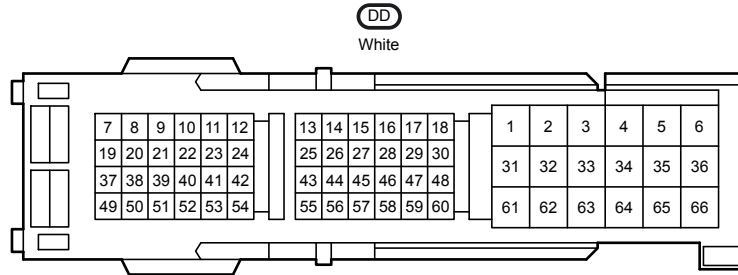 DD
White
7 8 9 10 11 12 13 14 15 16 17 18 1 2 3 4 5 6
19 20 21 22 23 24 25 26 27 28 29 30 31 32 33 34 35 36
37 38 39 40 41 42 43 44 45 46 47 48
49 50 51 52 53 54 55 56 57 58 59 60 61 62 63 64 65 66